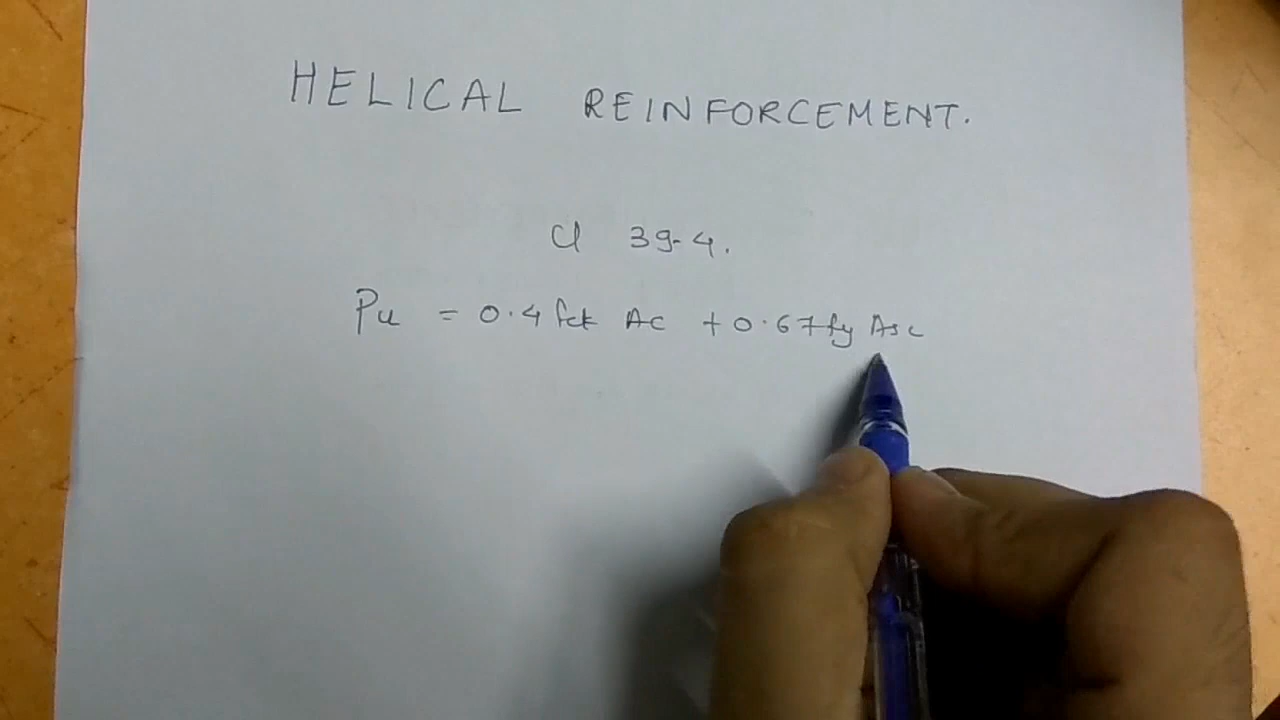 HELICAL REINFORCEMENT.
Cl 39.4.
Pu = 0.4 fck Ac + 0.67 fy Asc